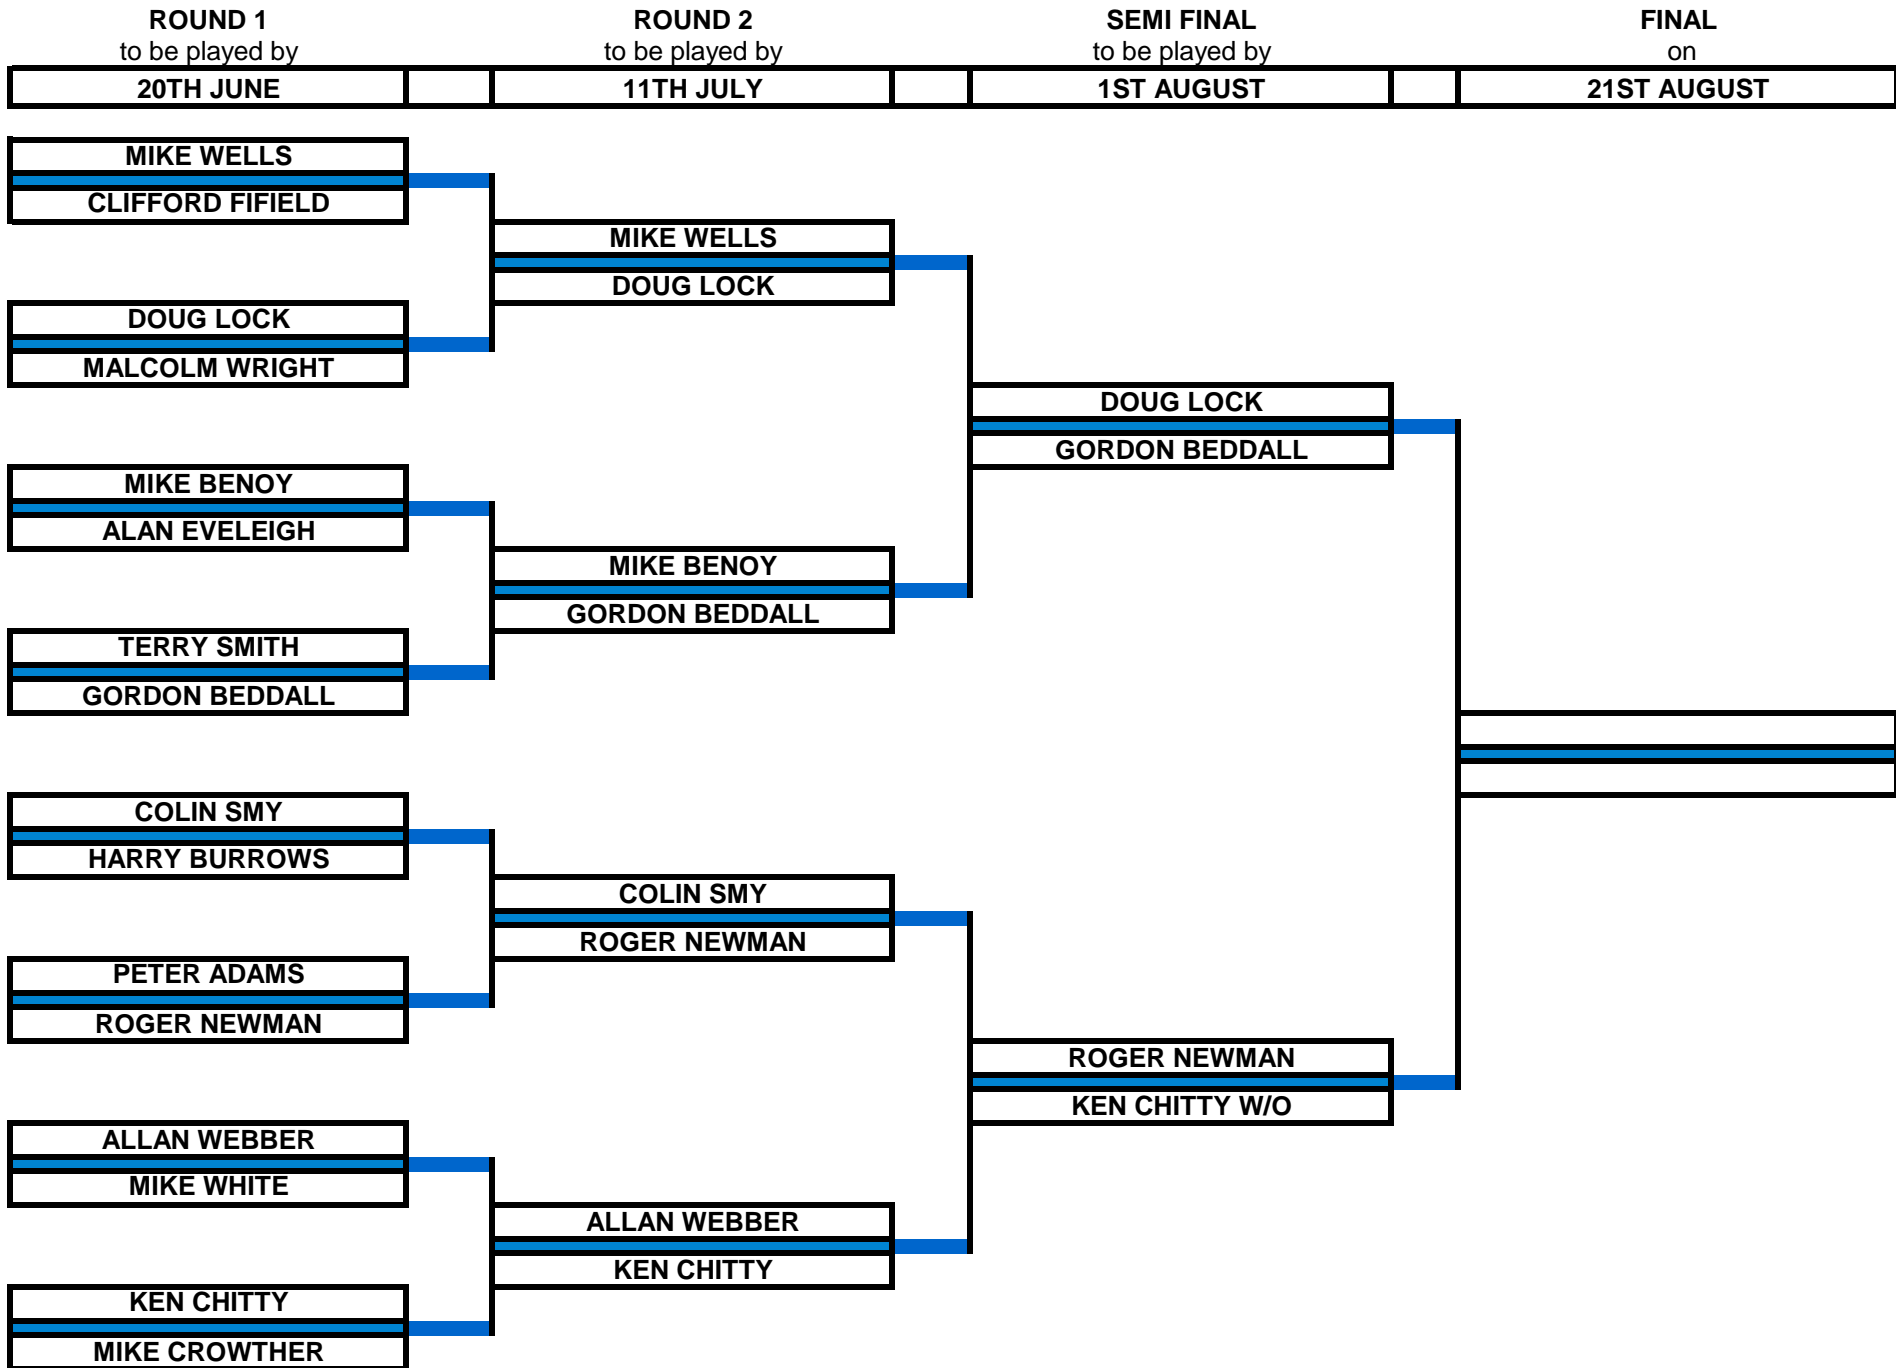 ROUND 1
to be played by
20TH JUNE
ROUND 2
to be played by
11TH JULY
SEMI FINAL
to be played by
1ST AUGUST
FINAL
on
21ST AUGUST
MIKE WELLS
CLIFFORD FIFIELD
DOUG LOCK
MALCOLM WRIGHT
MIKE BENOY
ALAN EVELEIGH
TERRY SMITH
GORDON BEDDALL
COLIN SMY
HARRY BURROWS
PETER ADAMS
ROGER NEWMAN
ALLAN WEBBER
MIKE WHITE
KEN CHITTY
MIKE CROWTHER
MIKE WELLS
DOUG LOCK
MIKE BENOY
GORDON BEDDALL
COLIN SMY
ROGER NEWMAN
ALLAN WEBBER
KEN CHITTY
DOUG LOCK
GORDON BEDDALL
ROGER NEWMAN
KEN CHITTY W/O